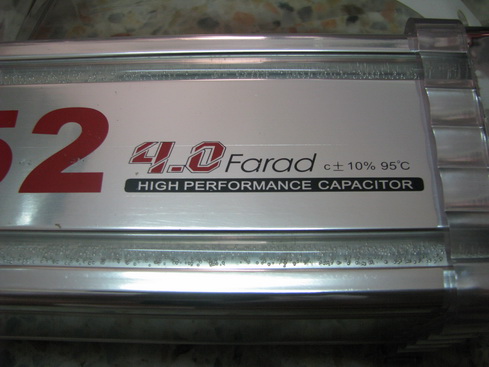 52
4.0 Farad c ± 10% 95°C
HIGH PERFORMANCE CAPACITOR